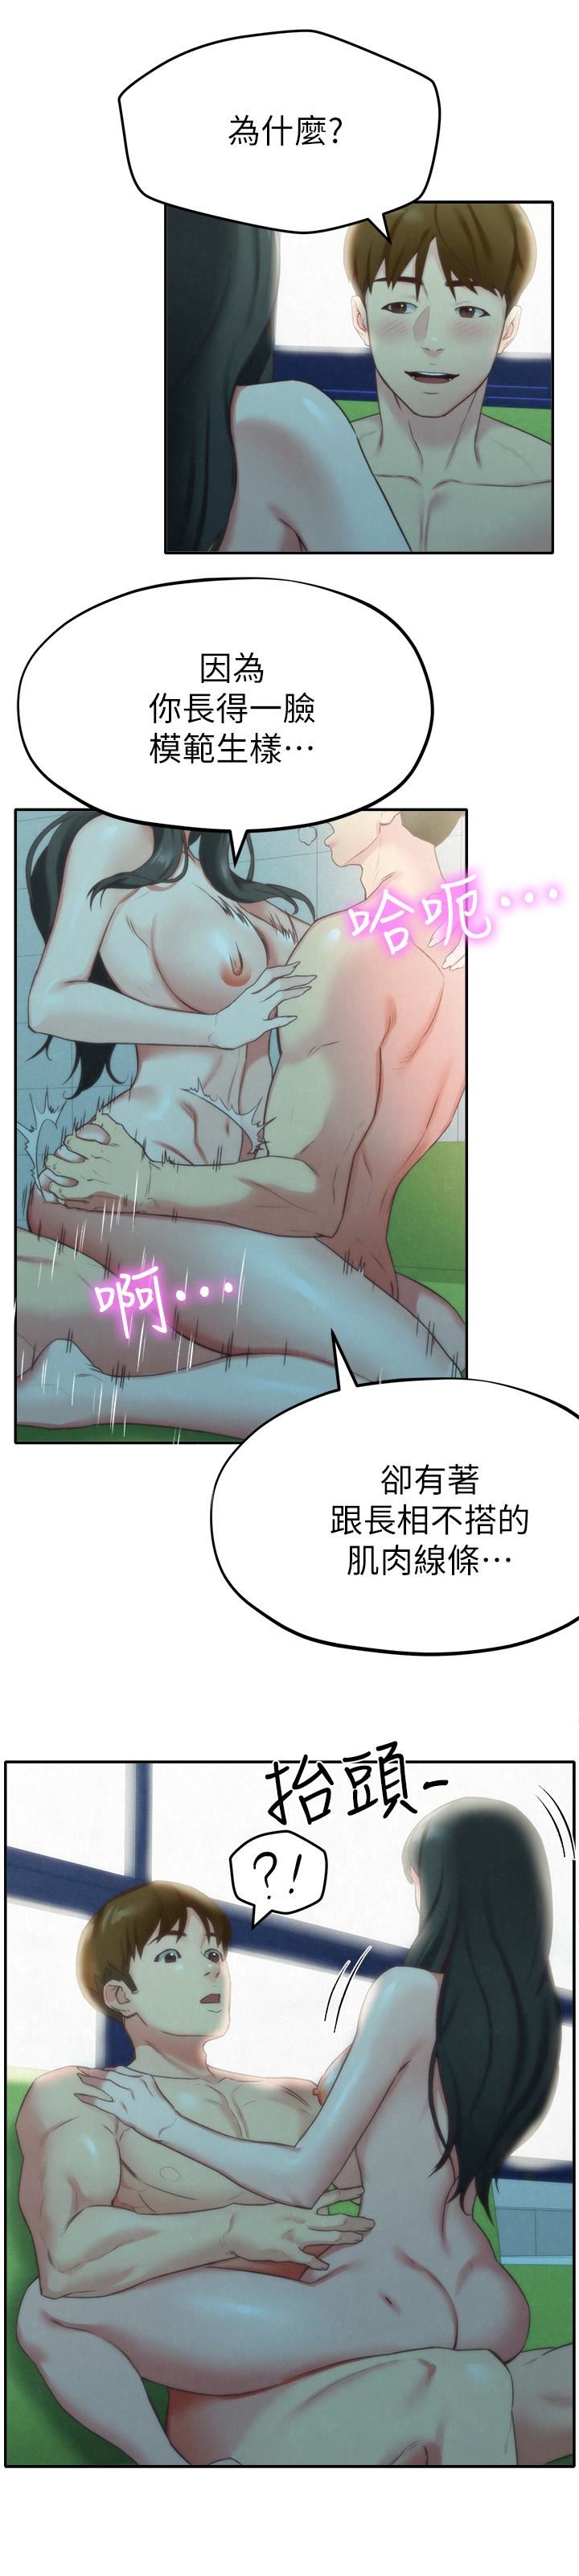 為什麼?
因為
你長得一臉
模範生樣…
哈呃…
啊…
卻有著
跟長相不搭的
肌肉線條…
抬頭-
?!